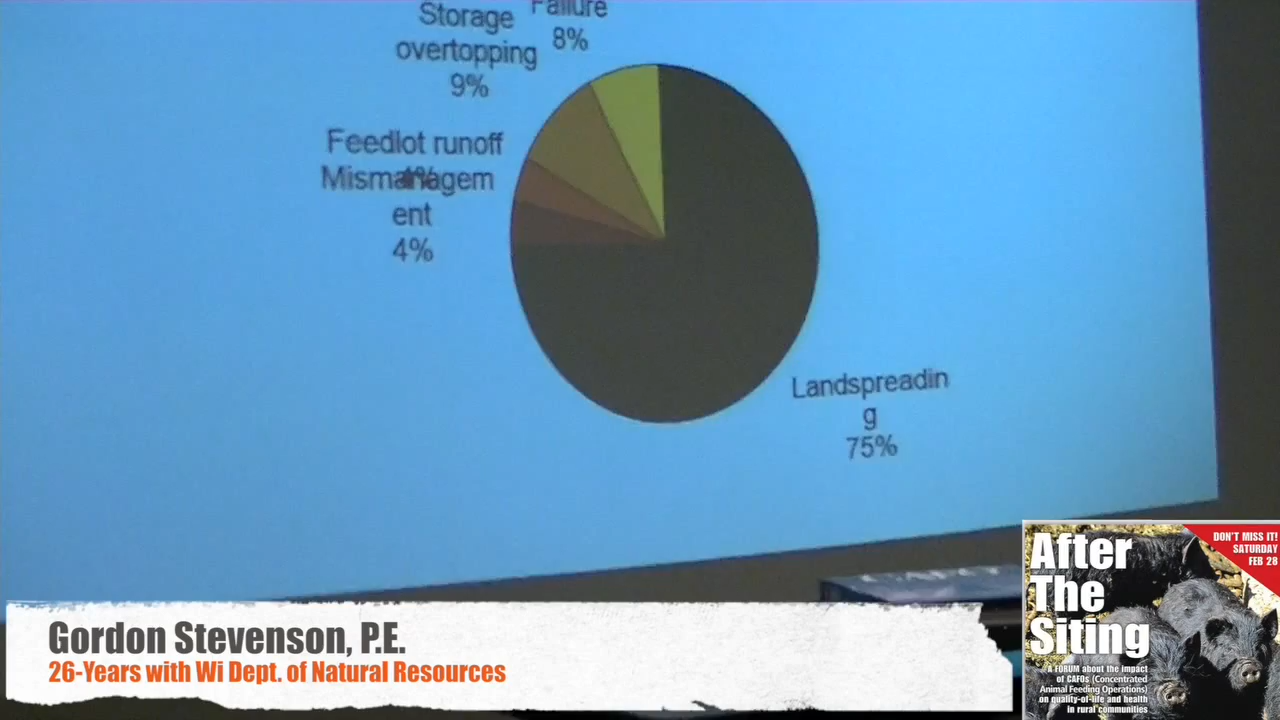 Storage
overtopping
9%
Failure
8%
Feedlot runoff
4%
Mismanagem
ent
4%
Landspreadin
g
75%
Gordon Stevenson, P.E.
26-Years with Wi Dept. of Natural Resources
After
The
Siting
DON'T MISS IT!
SATURDAY
FEB 28
A FORUM about the impact
of CAFOs (Concentrated
Animal Feeding Operations)
on quality-of-life and health
in rural communities